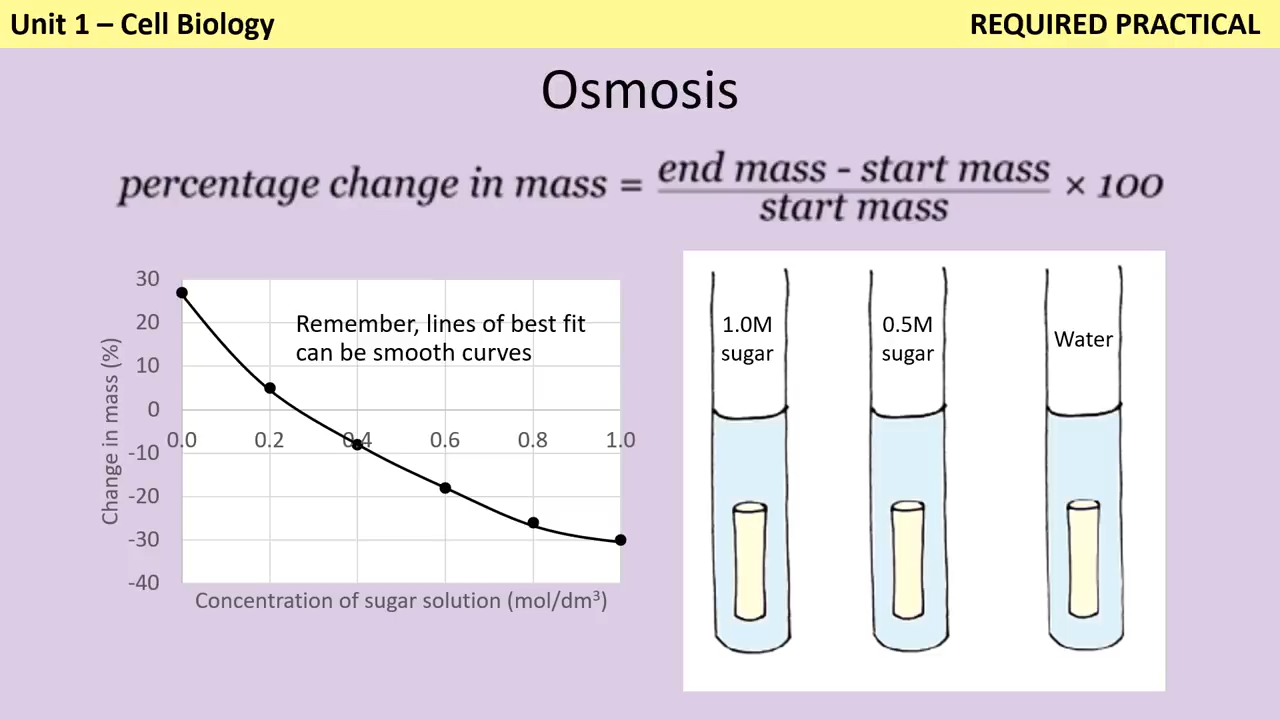 Unit 1 – Cell Biology
REQUIRED PRACTICAL
Osmosis
percentage change in mass = end mass - start mass / start mass × 100
30
20
10
0
-10
-20
-30
-40
Change in mass (%)
Remember, lines of best fit
can be smooth curves
0.0 0.2 0.4 0.6 0.8 1.0
Concentration of sugar solution (mol/dm³)
1.0M
sugar
0.5M
sugar
Water